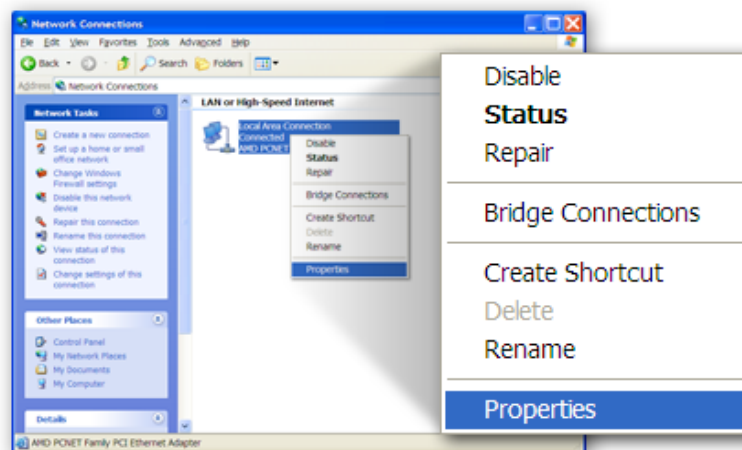 Network Connections
File Edit View Favorites Tools Advanced Help
Back Search Folders
Address Network Connections
Network Tasks
Create a new connection
Set up a home or small
office network
Change Windows
Firewall settings
Disable this network
device
Repair this connection
Rename this connection
View status of this
connection
Change settings of this
connection
Other Places
Control Panel
My Network Places
My Documents
My Computer
Details
LAN or High-Speed Internet
Local Area Connection
Connected
AMD PCNET
Disable
Status
Repair
Bridge Connections
Create Shortcut
Delete
Rename
Properties
Disable
Status
Repair
Bridge Connections
Create Shortcut
Delete
Rename
Properties
AMD PCNET Family PCI Ethernet Adapter